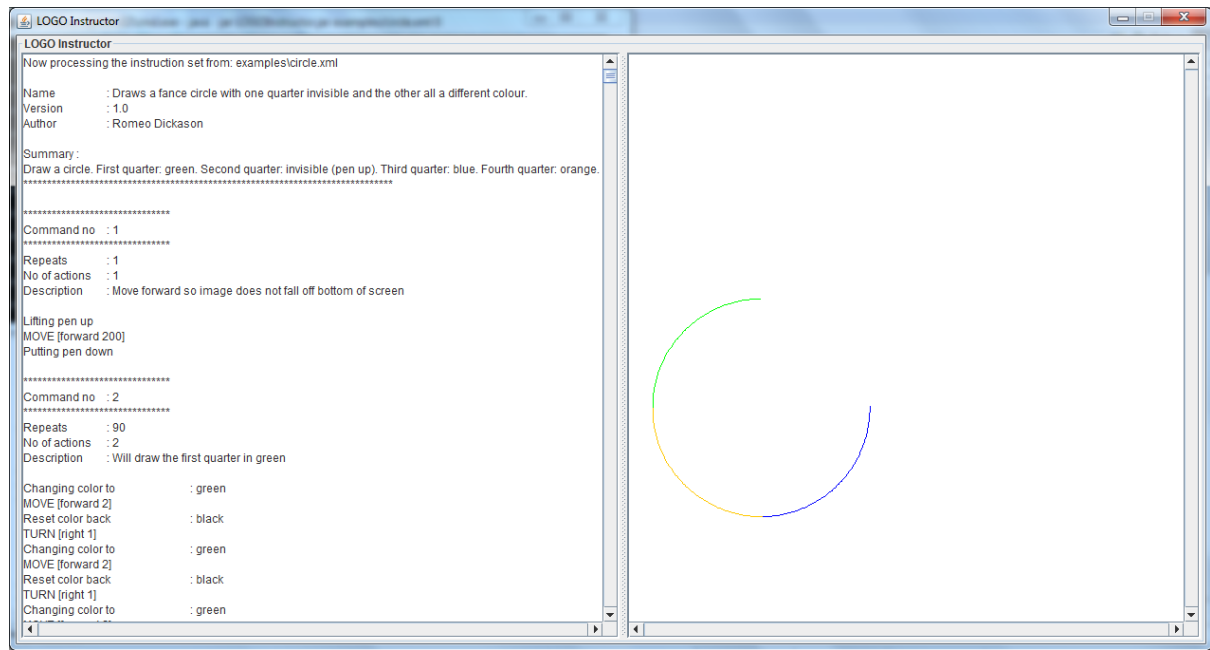 LOGO Instructor
LOGO Instructor
Now processing the instruction set from: examples\circle.xml
Name : Draws a fance circle with one quarter invisible and the other all a different colour.
Version : 1.0
Author : Romeo Dickason
Summary :
Draw a circle. First quarter: green. Second quarter: invisible (pen up). Third quarter: blue. Fourth quarter: orange.
******************************************************************************
*******************************
Command no : 1
*******************************
Repeats : 1
No of actions : 1
Description : Move forward so image does not fall off bottom of screen
Lifting pen up
MOVE [forward 200]
Putting pen down
*******************************
Command no : 2
*******************************
Repeats : 90
No of actions : 2
Description : Will draw the first quarter in green
Changing color to : green
MOVE [forward 2]
Reset color back : black
TURN [right 1]
Changing color to : green
MOVE [forward 2]
Reset color back : black
TURN [right 1]
Changing color to : green